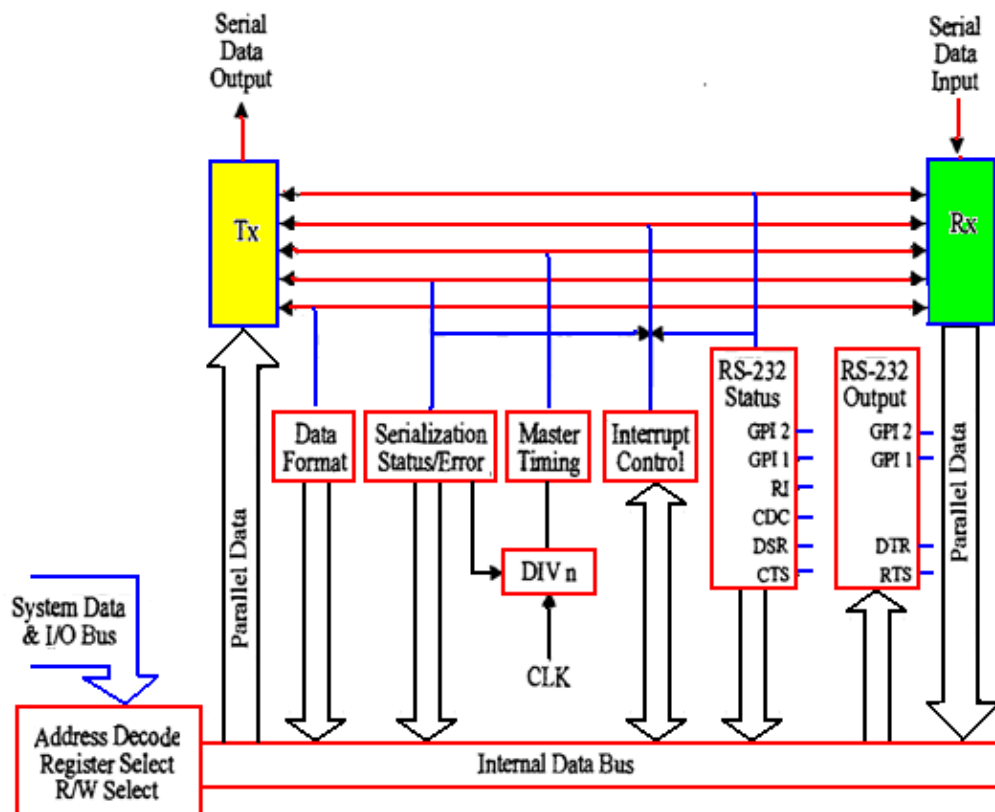 Serial
Data
Output
Serial
Data
Input
Tx
Rx
RS-232
Status
GPI 2
GPI 1
RI
CDC
DSR
CTS
RS-232
Output
GPI 2
GPI 1
DTR
RTS
Data
Format
Serialization
Status/Error
Master
Timing
Interrupt
Control
Parallel Data
Parallel Data
DIV n
CLK
System Data
& I/O Bus
Address Decode
Register Select
R/W Select
Internal Data Bus